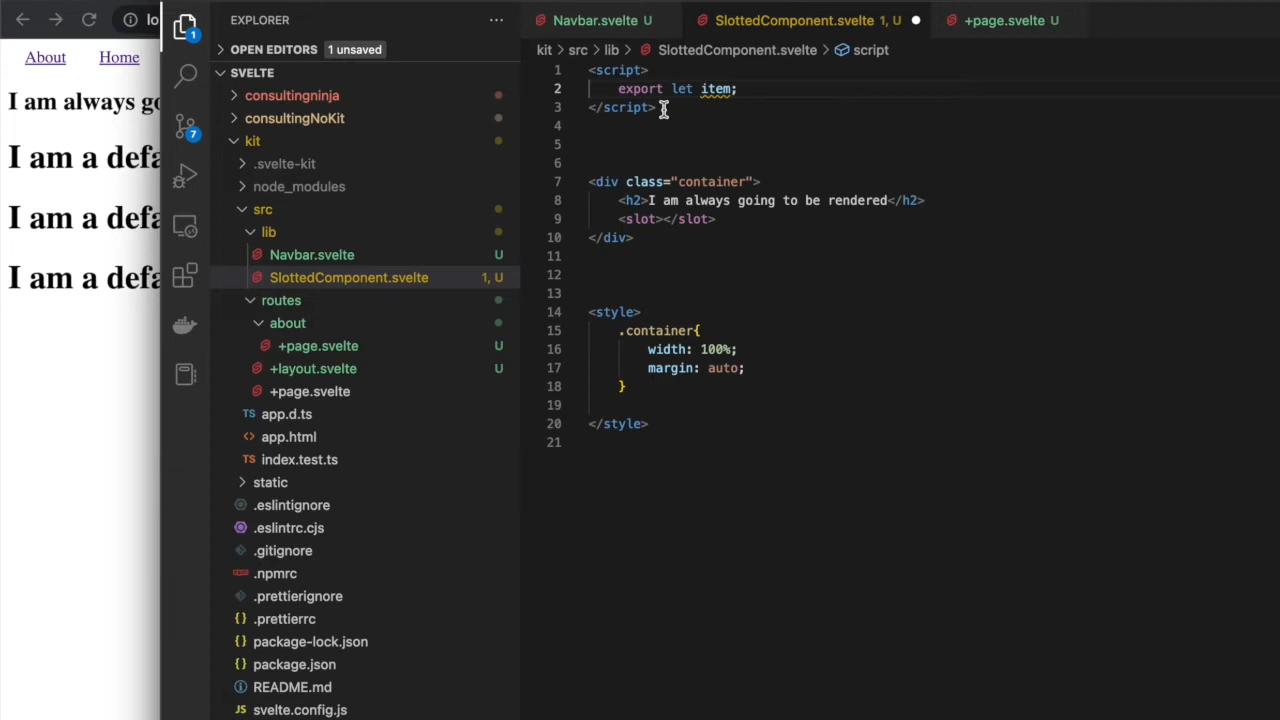 lo
About Home
I am always go
I am a defa
I am a defa
I am a defa
1
7
EXPLORER
OPEN EDITORS 1 unsaved
SVELTE
consultingninja
consultingNoKit
kit
.svelte-kit
node_modules
src
lib
Navbar.svelte U
SlottedComponent.svelte 1, U
routes
about
+page.svelte U
+layout.svelte U
+page.svelte
TS app.d.ts
app.html
TS index.test.ts
static
.eslintignore
.eslintrc.cjs
.gitignore
.npmrc
.prettierignore
{} .prettierrc
{} package-lock.json
{} package.json
README.md
JS svelte.config.js
Navbar.svelte U
SlottedComponent.svelte 1, U
+page.svelte U
kit > src > lib > SlottedComponent.svelte > script
1 <script>
2 export let item;
3 </script>
4
5
6
7 <div class="container">
8 <h2>I am always going to be rendered</h2>
9 <slot></slot>
10 </div>
11
12
13
14 <style>
15 .container{
16 width: 100%;
17 margin: auto;
18 }
19
20 </style>
21